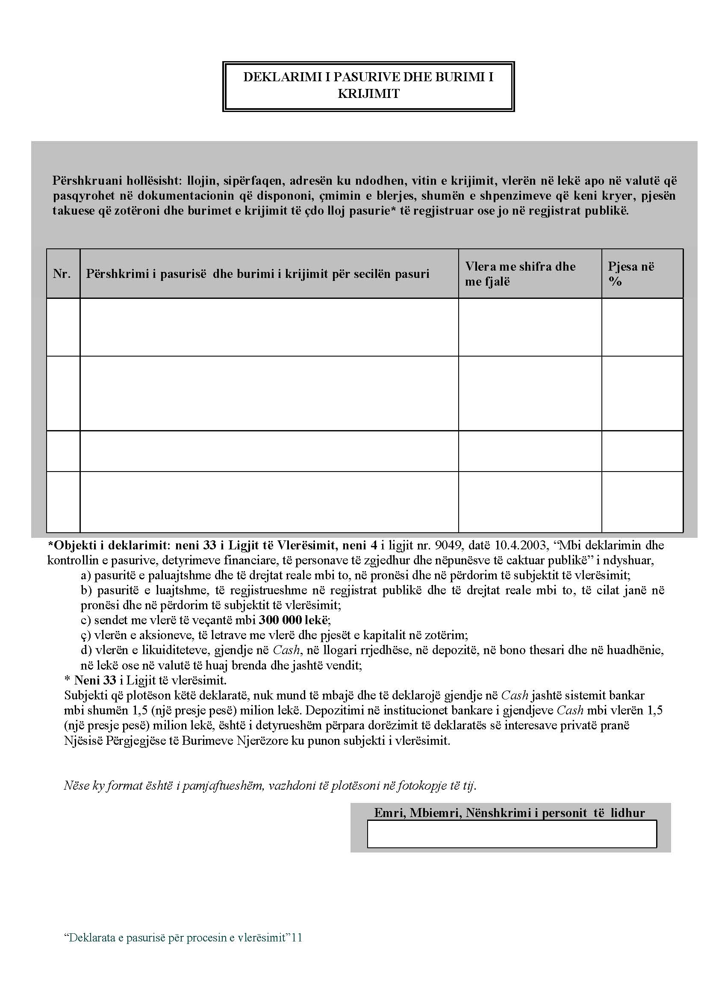 DEKLARIMI I PASURIVE DHE BURIMI I
KRIJIMIT
Përshkruani hollësisht: llojin, sipërfaqen, adresën ku ndodhen, vitin e krijimit, vlerën në lekë apo në valutë që
pasqyrohet në dokumentacionin që dispononi, çmimin e blerjes, shumën e shpenzimeve që keni kryer, pjesën
takuese që zotëroni dhe burimet e krijimit të çdo lloj pasurie* të regjistruar ose jo në regjistrat publikë.
Nr.
Përshkrimi i pasurisë dhe burimi i krijimit për secilën pasuri
Vlera me shifra dhe
me fjalë
Pjesa në
%
*Objekti i deklarimit: neni 33 i Ligjit të Vlerësimit, neni 4 i ligjit nr. 9049, datë 10.4.2003, “Mbi deklarimin dhe
kontrollin e pasurive, detyrimeve financiare, të personave të zgjedhur dhe nëpunësve të caktuar publikë” i ndyshuar,
a) pasuritë e paluajtshme dhe të drejtat reale mbi to, në pronësi dhe në përdorim të subjektit të vlerësimit;
b) pasuritë e luajtshme, të regjistrueshme në regjistrat publikë dhe të drejtat reale mbi to, të cilat janë në
pronësi dhe në përdorim të subjektit të vlerësimit;
c) sendet me vlerë të veçantë mbi 300 000 lekë;
ç) vlerën e aksioneve, të letrave me vlerë dhe pjesët e kapitalit në zotërim;
d) vlerën e likuiditeteve, gjendje në Cash, në llogari rrjedhëse, në depozitë, në bono thesari dhe në huadhënie,
në lekë ose në valutë të huaj brenda dhe jashtë vendit;
* Neni 33 i Ligjit të vlerësimit.
Subjekti që plotëson këtë deklaratë, nuk mund të mbajë dhe të deklarojë gjendje në Cash jashtë sistemit bankar
mbi shumën 1,5 (një presje pesë) milion lekë. Depozitimi në institucionet bankare i gjendjeve Cash mbi vlerën 1,5
(një presje pesë) milion lekë, është i detyrueshëm përpara dorëzimit të deklaratës së interesave privatë pranë
Njësisë Përgjegjëse të Burimeve Njerëzore ku punon subjekti i vlerësimit.
Nëse ky format është i pamjaftueshëm, vazhdoni të plotësoni në fotokopje të tij.
Emri, Mbiemri, Nënshkrimi i personit të lidhur
“Deklarata e pasurisë për procesin e vlerësimit”11